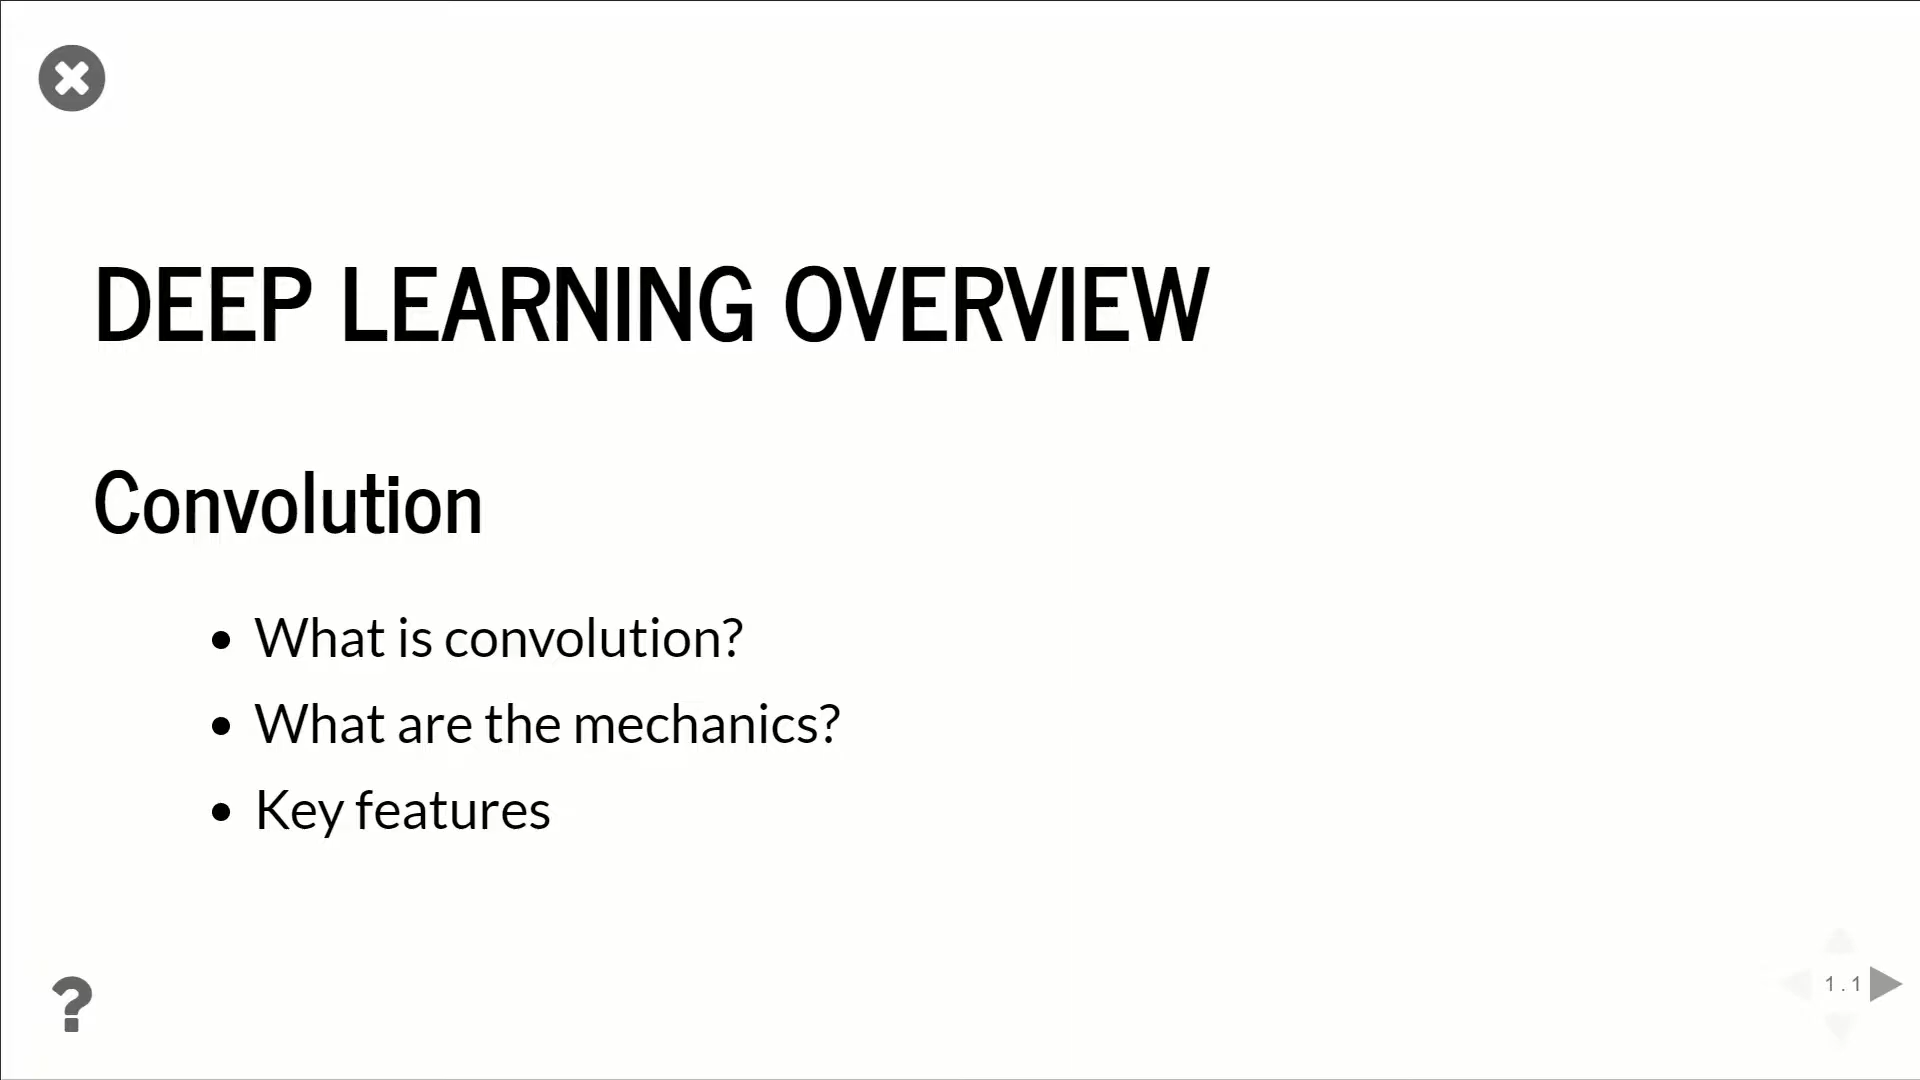 DEEP LEARNING OVERVIEW
Convolution
• What is convolution?
• What are the mechanics?
• Key features
?
1 . 1